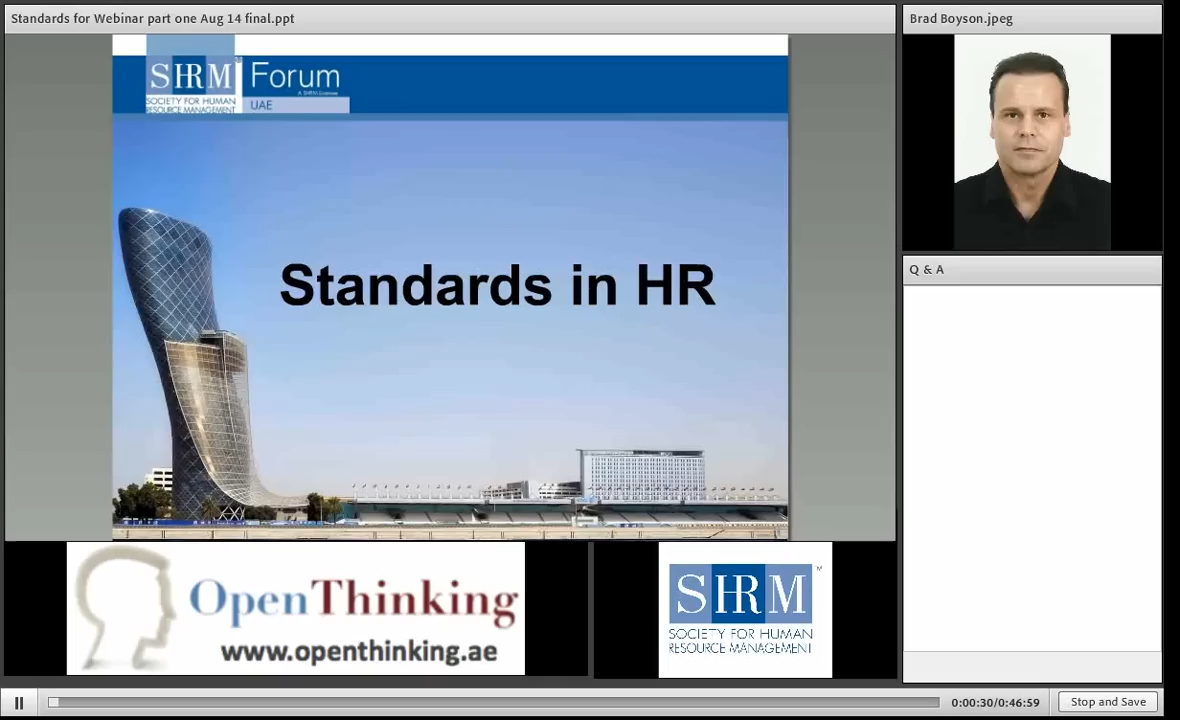 Standards for Webinar part one Aug 14 final.ppt
Brad Boyson.jpeg
SHRM Forum
A SHRM Licensee
SOCIETY FOR HUMAN
RESOURCE MANAGEMENT
UAE
Standards in HR
Q & A
OpenThinking
www.openthinking.ae
SHRM™
SOCIETY FOR HUMAN
RESOURCE MANAGEMENT
0:00:30/0:46:59
Stop and Save